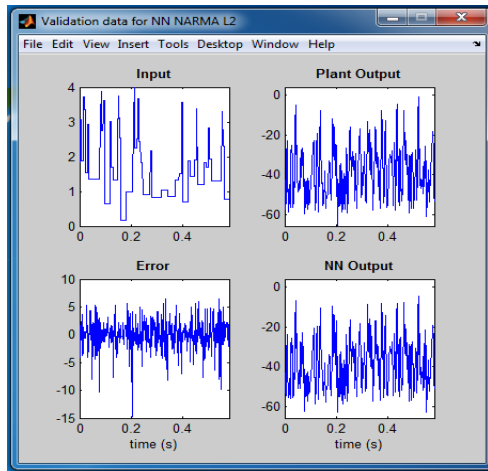 Validation data for NN NARMA L2
File Edit View Insert Tools Desktop Window Help
Input
4
3
2
1
0
0 0.2 0.4
Plant Output
0
-20
-40
-60
0 0.2 0.4
Error
10
5
0
-5
-10
-15
0 0.2 0.4
time (s)
NN Output
0
-20
-40
-60
0 0.2 0.4
time (s)